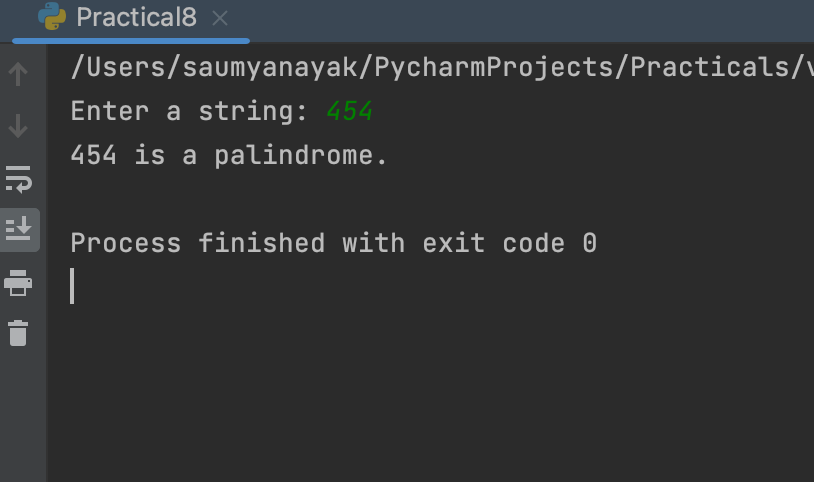 Practical8
/Users/saumyanayak/PycharmProjects/Practicals/
Enter a string: 454
454 is a palindrome.
Process finished with exit code 0